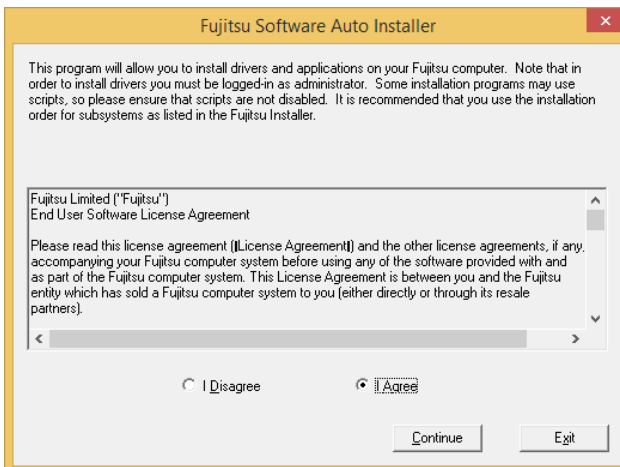 Fujitsu Software Auto Installer
This program will allow you to install drivers and applications on your Fujitsu computer. Note that in
order to install drivers you must be logged-in as administrator. Some installation programs may use
scripts, so please ensure that scripts are not disabled. It is recommended that you use the installation
order for subsystems as listed in the Fujitsu Installer.
Fujitsu Limited ("Fujitsu")
End User Software License Agreement
Please read this license agreement (‖License Agreement‖) and the other license agreements, if any,
accompanying your Fujitsu computer system before using any of the software provided with and
as part of the Fujitsu computer system. This License Agreement is between you and the Fujitsu
entity which has sold a Fujitsu computer system to you (either directly or through its resale
partners).
I Disagree
I Agree
Continue
Exit